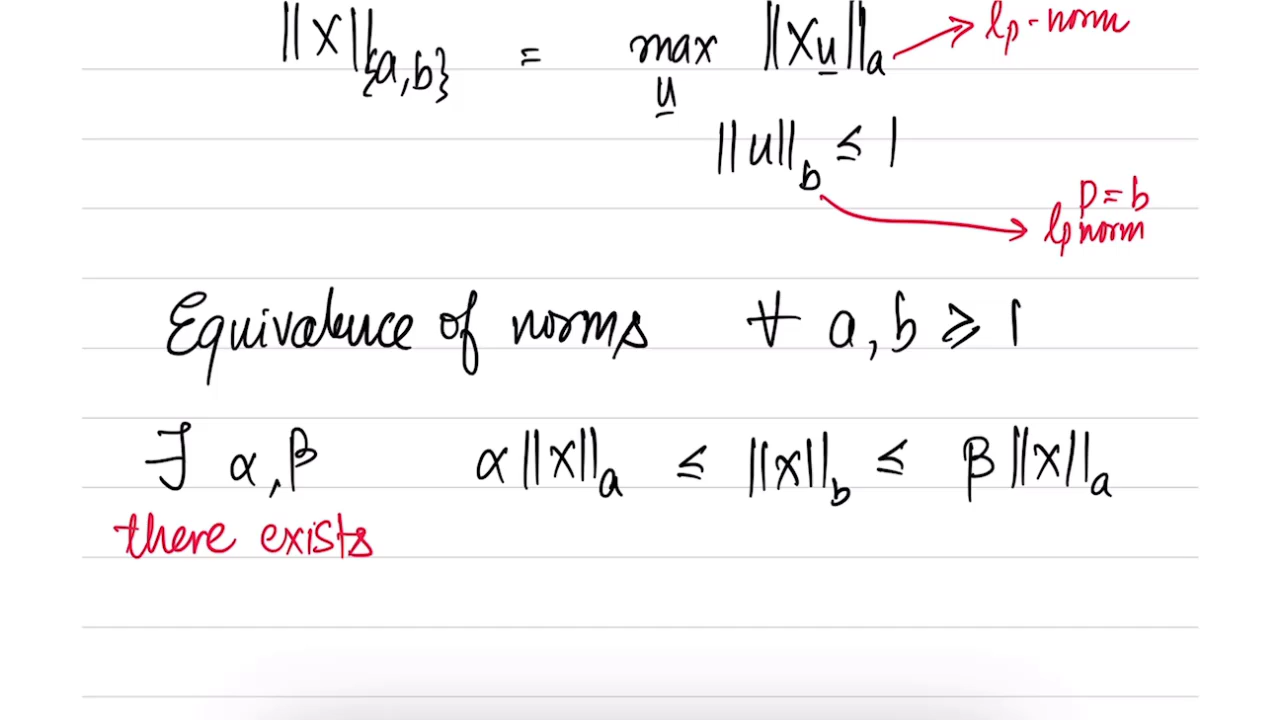 ||X||{a,b} = max ||Xu||a → lp-norm
u
||u||b ≤ 1
p = b
lp norm
Equivalence of norms ∀ a, b ≥ 1
∃ α, β α||X||a ≤ ||X||b ≤ β||X||a
there exists